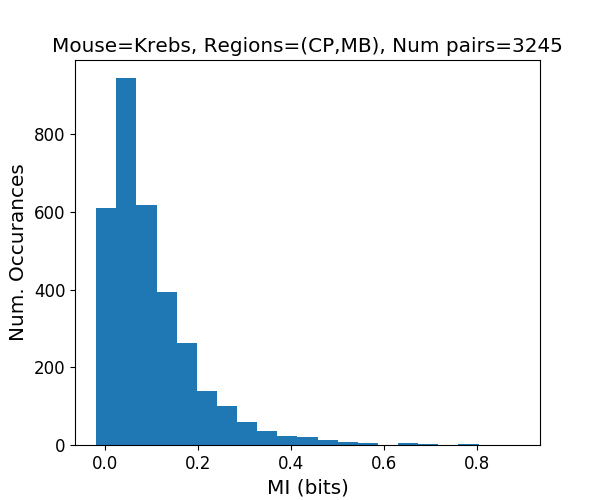 Mouse=Krebs, Regions=(CP,MB), Num pairs=3245
Num. Occurances
800
600
400
200
0
0.0 0.2 0.4 0.6 0.8
MI (bits)